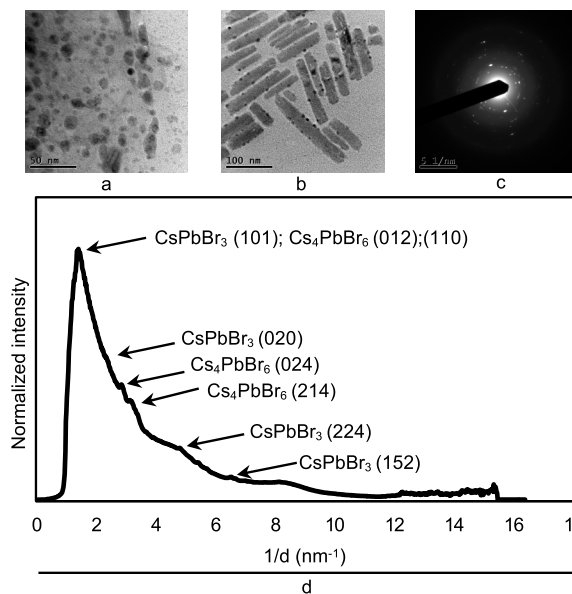 50 nm
100 nm
5 1/nm
a
b
c
CsPbBr₃ (101); Cs₄PbBr₆ (012);(110)
CsPbBr₃ (020)
Cs₄PbBr₆ (024)
Cs₄PbBr₆ (214)
CsPbBr₃ (224)
CsPbBr₃ (152)
Normalized intensity
0 2 4 6 8 10 12 14 16 18
1/d (nm⁻¹)
d